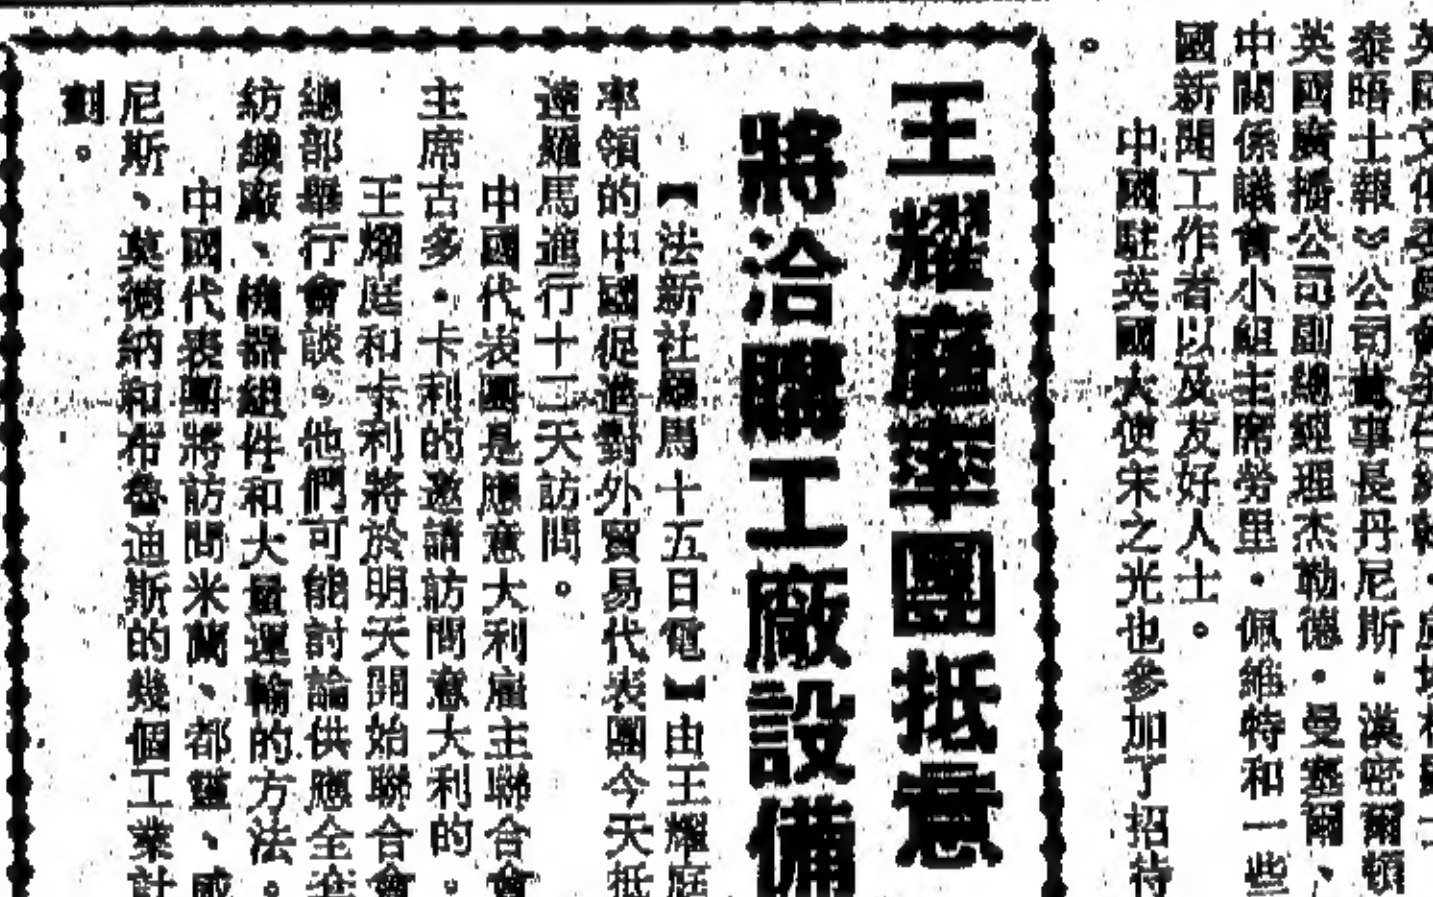 文化委員會
泰晤士報》公司董事長丹尼斯·漢密爾頓
英國廣播公司副總經理杰勒德·曼塞爾、
中關係議會小組主席勞里·佩維特和一些
國新聞工作者以及友好人士。
中國駐英國大使宋之光也參加了招待
。
王耀庭率團抵意
將洽購工廠設備
【法新社羅馬十五日電】由王耀庭
率領的中國促進對外貿易代表團今天抵
達羅馬進行十二天訪問。
中國代表團是應意大利雇主聯合會
主席古多·卡利的邀請訪問意大利的。
王耀庭和卡利將於明天開始聯合會
總部舉行會談。他們可能討論供應全套
紡織廠、機器組件和大量運輸的方法。
中國代表團將訪問米蘭、都靈、威
尼斯、莫德納和布魯迪斯的幾個工業計
劃。